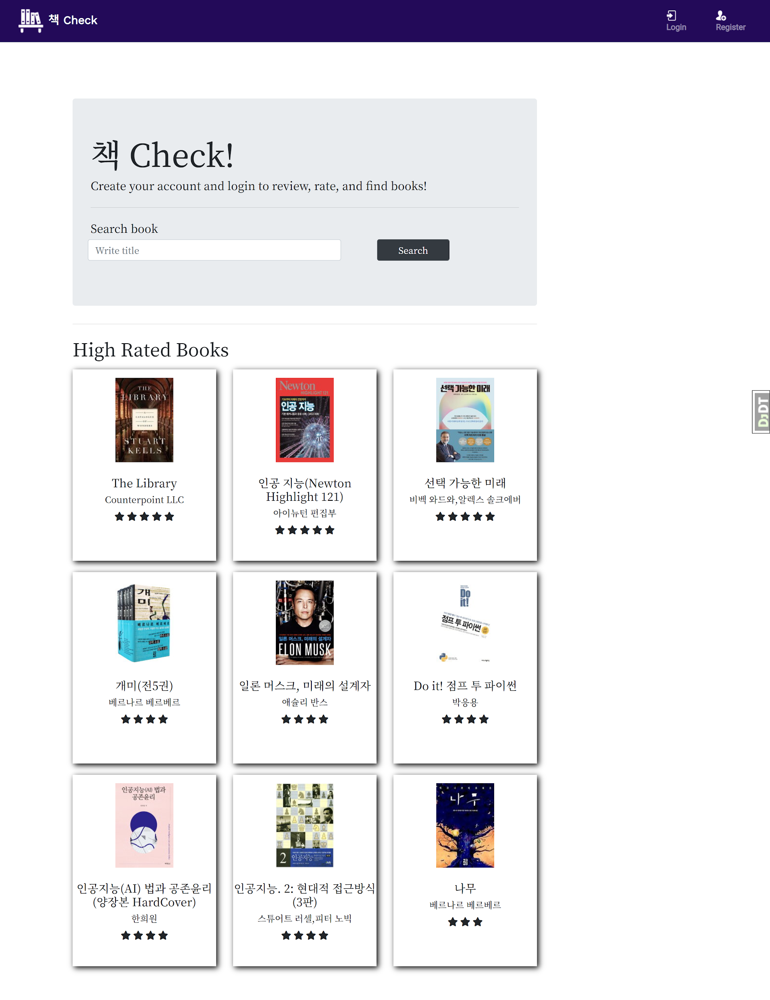 책 Check
Login
Register
책 Check!
Create your account and login to review, rate, and find books!
Search book
Write title
Search
High Rated Books
THE
LIBRARY
A
CATALOGUE
OF
WONDERS
STUART
KELLS
The Library
Counterpoint LLC
Newton
HIGHLIGHT 121
인공 지능
인공 지능(Newton
Highlight 121)
아이뉴턴 편집부
선택 가능한 미래
선택 가능한 미래
비벡 와드와,알렉스 솔크에버
DJDT
개미
베르나르 베르베르
개미(전5권)
베르나르 베르베르
일론 머스크, 미래의 설계자
ELON MUSK
일론 머스크, 미래의 설계자
애슐리 반스
Do
it!
점프 투 파이썬
Do it! 점프 투 파이썬
박응용
인공지능(AI) 법과
공존윤리
인공지능(AI) 법과 공존윤리
(양장본 HardCover)
한희원
2 인공지능
인공지능. 2: 현대적 접근방식
(3판)
스튜어트 러셀,피터 노빅
나무
나무
베르나르 베르베르